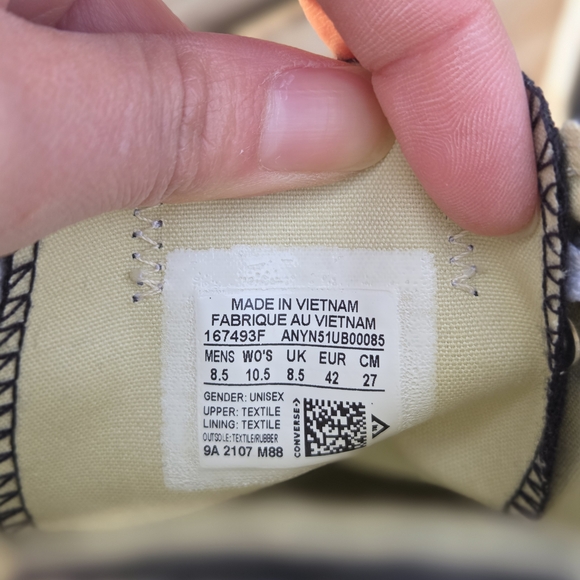 MADE IN VIETNAM
FABRIQUE AU VIETNAM
167493F ANYN51UB00085
MENS WO'S UK EUR CM
8.5 10.5 8.5 42 27
GENDER: UNISEX
UPPER: TEXTILE
LINING: TEXTILE
OUTSOLE: TEXTILE/RUBBER
9A 2107 M88
CONVERSE